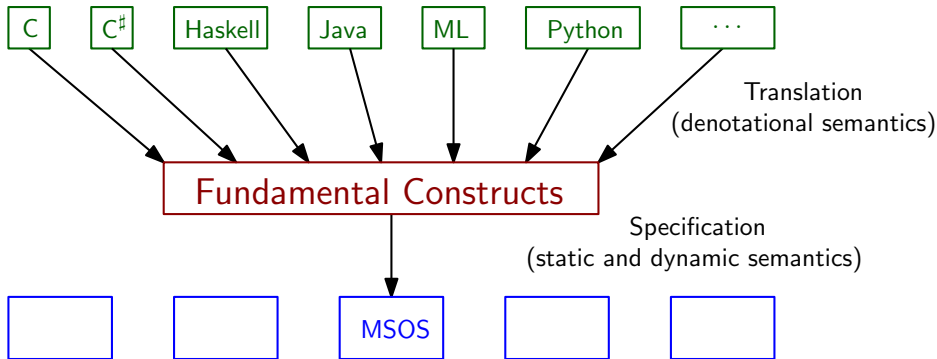 C
C♯
Haskell
Java
ML
Python
···
Translation
(denotational semantics)
Fundamental Constructs
Specification
(static and dynamic semantics)
MSOS